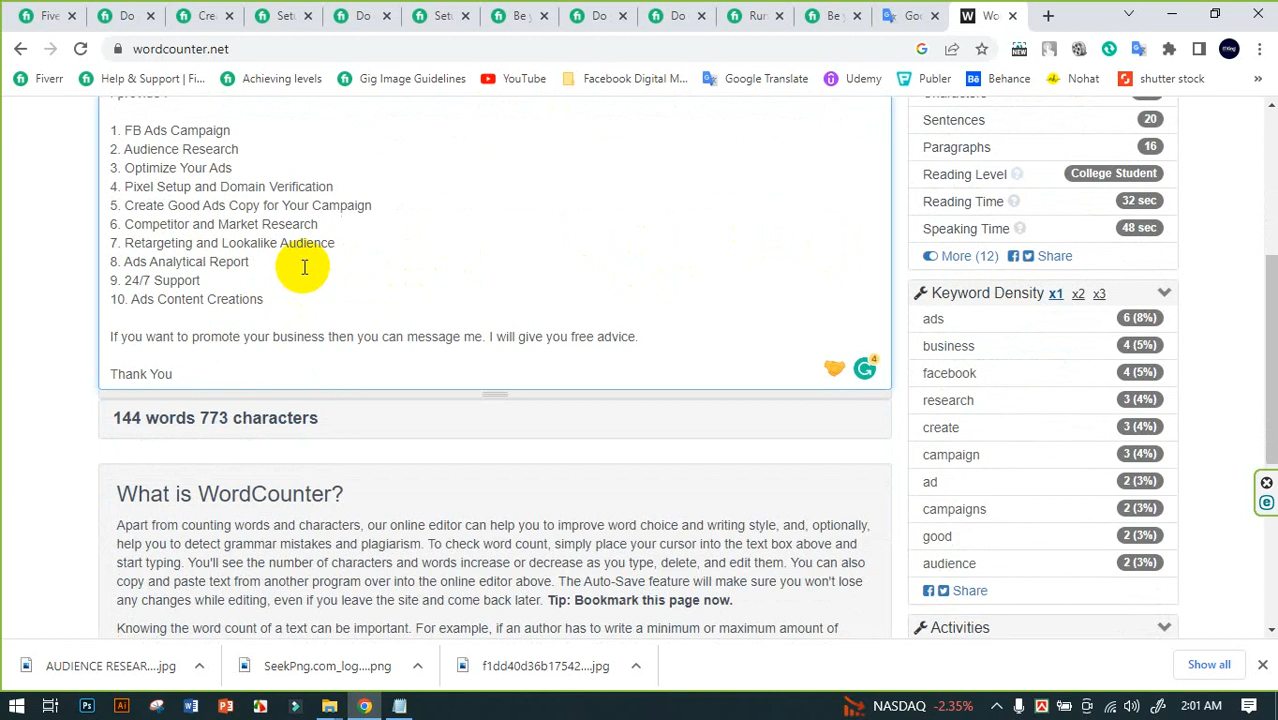 Five
Do
Cre
Setu
Do
Setu
Be y
Do
Do
Run
Be y
Goo
Wo
wordcounter.net
NEW
Fiverr
Help & Support | Fi...
Achieving levels
Gig Image Guidelines
YouTube
Facebook Digital M...
Google Translate
Udemy
Publer
Behance
Nohat
shutter stock
»
1. FB Ads Campaign
2. Audience Research
3. Optimize Your Ads
4. Pixel Setup and Domain Verification
5. Create Good Ads Copy for Your Campaign
6. Competitor and Market Research
7. Retargeting and Lookalike Audience
8. Ads Analytical Report
9. 24/7 Support
10. Ads Content Creations
If you want to promote your business then you can message me. I will give you free advice.
Thank You
4
144 words 773 characters
What is WordCounter?
Apart from counting words and characters, our online editor can help you to improve word choice and writing style, and, optionally,
help you to detect grammar mistakes and plagiarism. To check word count, simply place your cursor into the text box above and
start typing. You'll see the number of characters and words increase or decrease as you type, delete, and edit them. You can also
copy and paste text from another program over into the online editor above. The Auto-Save feature will make sure you won't lose
any changes while editing, even if you leave the site and come back later. Tip: Bookmark this page now.
Knowing the word count of a text can be important. For example, if an author has to write a minimum or maximum amount of
Sentences 20
Paragraphs 16
Reading Level College Student
Reading Time 32 sec
Speaking Time 48 sec
More (12) Share
Keyword Density x1 x2 x3
ads 6 (8%)
business 4 (5%)
facebook 4 (5%)
research 3 (4%)
create 3 (4%)
campaign 3 (4%)
ad 2 (3%)
campaigns 2 (3%)
good 2 (3%)
audience 2 (3%)
Share
Activities
AUDIENCE RESEAR....jpg
SeekPng.com_log....png
f1dd40d36b17542....jpg
Show all
NASDAQ -2.35%
2:01 AM